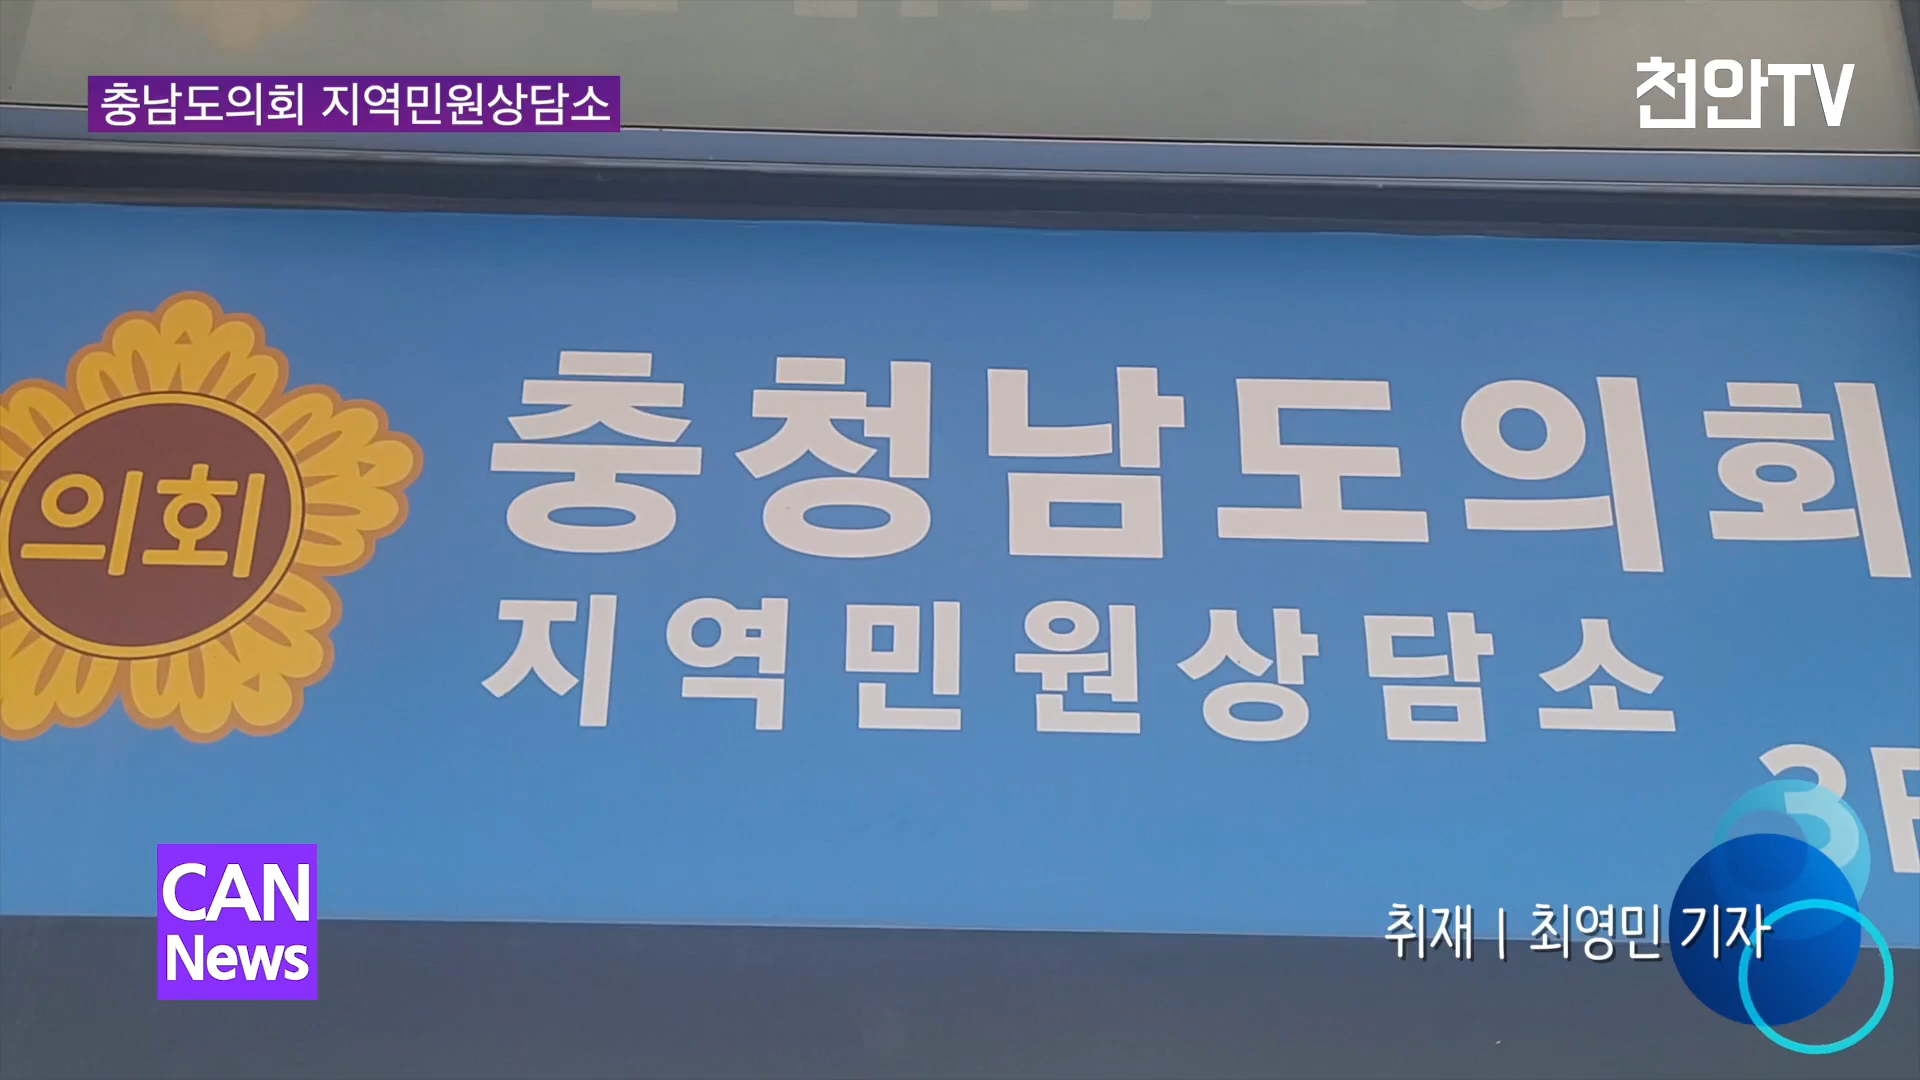 충남도의회 지역민원상담소
천안TV
의회
충청남도의회
지역민원상담소
3F
CAN
News
취재 | 최영민 기자